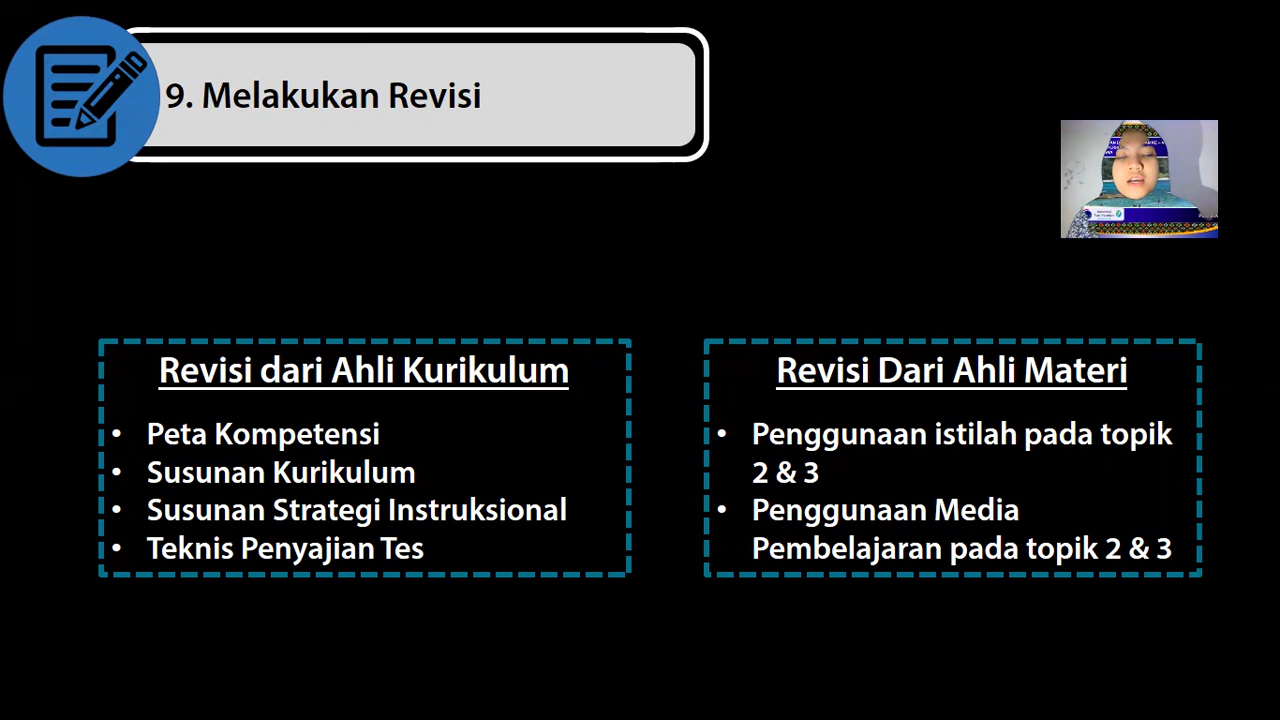 9. Melakukan Revisi
Revisi dari Ahli Kurikulum
• Peta Kompetensi
• Susunan Kurikulum
• Susunan Strategi Instruksional
• Teknis Penyajian Tes
Revisi Dari Ahli Materi
• Penggunaan istilah pada topik
2 & 3
• Penggunaan Media
Pembelajaran pada topik 2 & 3